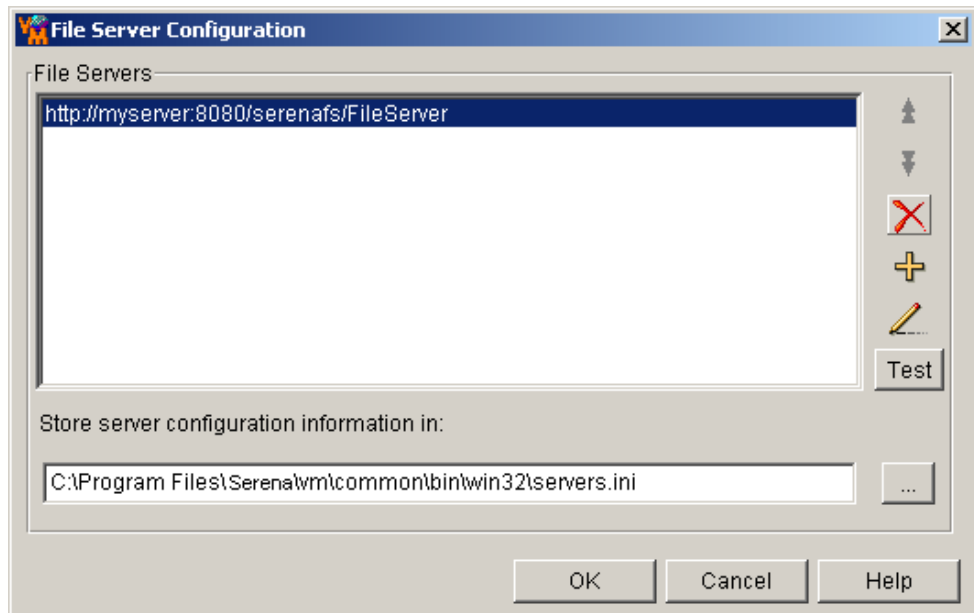 File Server Configuration
File Servers
http://myserver:8080/serenafs/FileServer
Test
Store server configuration information in:
C:\Program Files\Serena\vm\common\bin\win32\servers.ini
...
OK Cancel Help